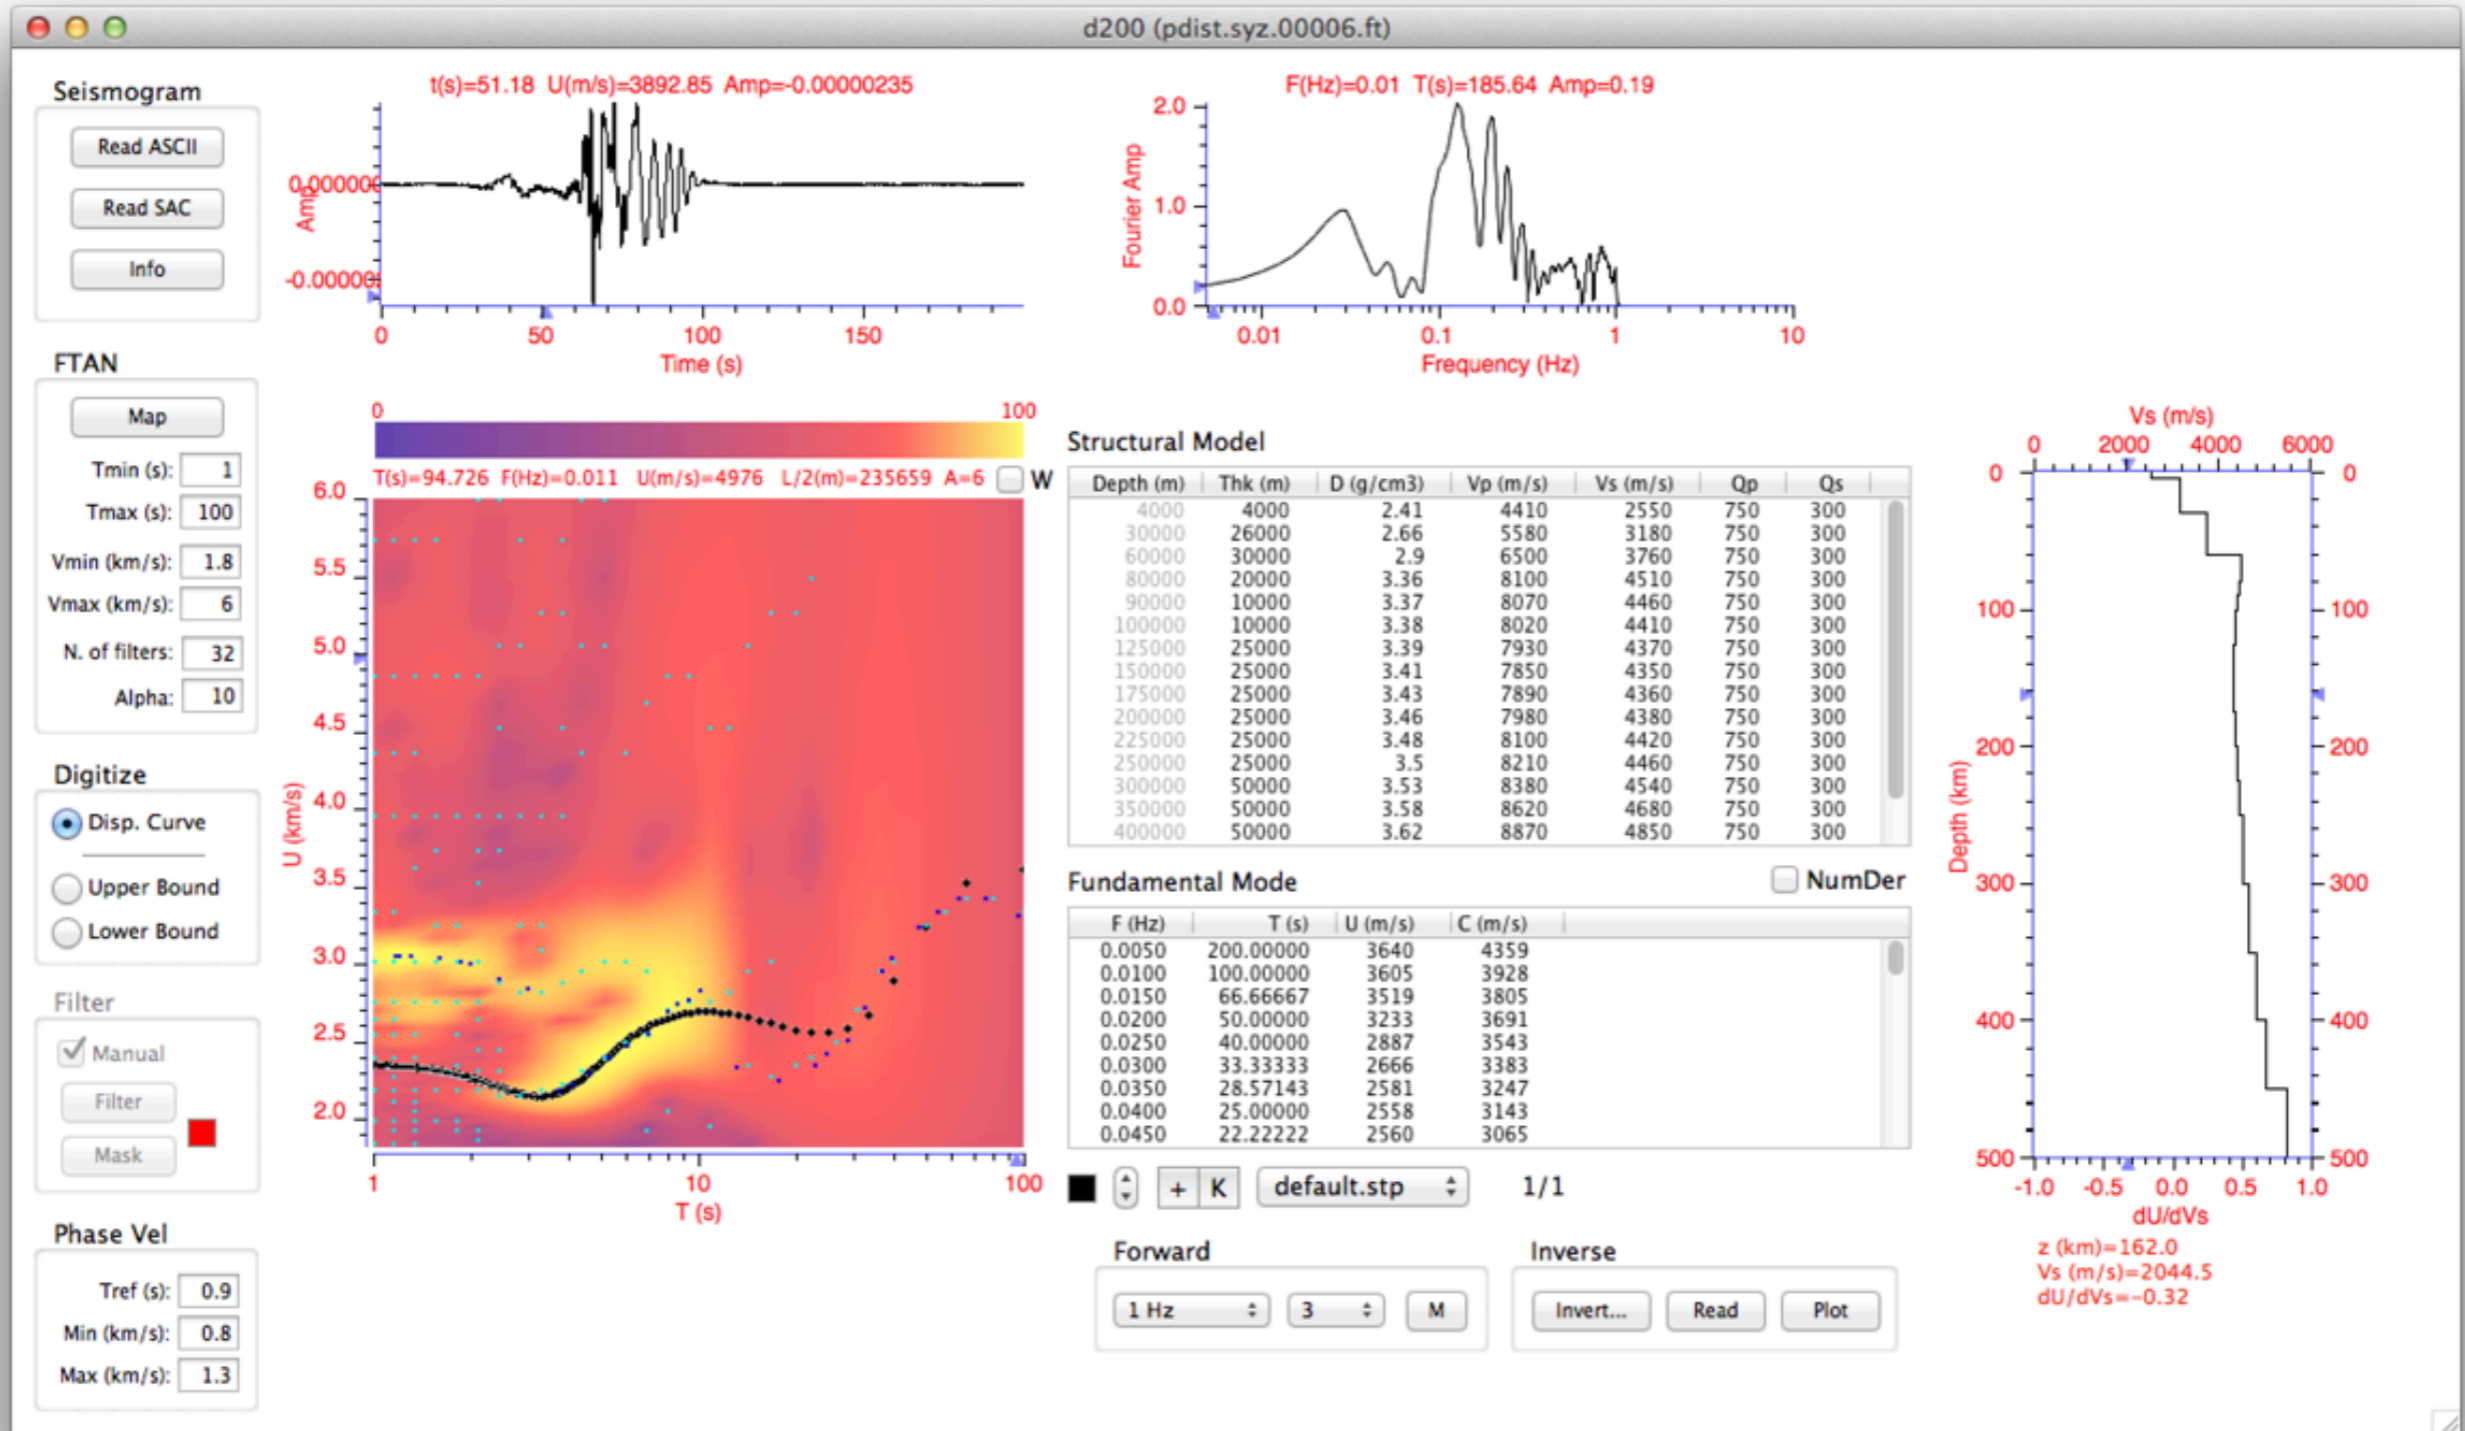 d200 (pdist.syz.00006.ft)
Seismogram
Read ASCII
Read SAC
Info
t(s)=51.18 U(m/s)=3892.85 Amp=-0.00000235
Amp
0 50 100 150
Time (s)
F(Hz)=0.01 T(s)=185.64 Amp=0.19
Fourier Amp
2.0
1.0
0.0
0.01 0.1 1 10
Frequency (Hz)
FTAN
Map
Tmin (s): 1
Tmax (s): 100
Vmin (km/s): 1.8
Vmax (km/s): 6
N. of filters: 32
Alpha: 10
Digitize
Disp. Curve
Upper Bound
Lower Bound
Filter
Manual
Filter
Mask
Phase Vel
Tref (s): 0.9
Min (km/s): 0.8
Max (km/s): 1.3
0 100
T(s)=94.726 F(Hz)=0.011 U(m/s)=4976 L/2(m)=235659 A=6 W
U (km/s)
6.0
5.5
5.0
4.5
4.0
3.5
3.0
2.5
2.0
1 10 100
T (s)
Structural Model
Depth (m) Thk (m) D (g/cm3) Vp (m/s) Vs (m/s) Qp Qs
4000 4000 2.41 4410 2550 750 300
30000 26000 2.66 5580 3180 750 300
60000 30000 2.9 6500 3760 750 300
80000 20000 3.36 8100 4510 750 300
90000 10000 3.37 8070 4460 750 300
100000 10000 3.38 8020 4410 750 300
125000 25000 3.39 7930 4370 750 300
150000 25000 3.41 7850 4350 750 300
175000 25000 3.43 7890 4360 750 300
200000 25000 3.46 7980 4380 750 300
225000 25000 3.48 8100 4420 750 300
250000 25000 3.5 8210 4460 750 300
300000 50000 3.53 8380 4540 750 300
350000 50000 3.58 8620 4680 750 300
400000 50000 3.62 8870 4850 750 300
Fundamental Mode NumDer
F (Hz) T (s) U (m/s) C (m/s)
0.0050 200.00000 3640 4359
0.0100 100.00000 3605 3928
0.0150 66.66667 3519 3805
0.0200 50.00000 3233 3691
0.0250 40.00000 2887 3543
0.0300 33.33333 2666 3383
0.0350 28.57143 2581 3247
0.0400 25.00000 2558 3143
0.0450 22.22222 2560 3065
+ K default.stp 1/1
Forward
1 Hz 3 M
Inverse
Invert... Read Plot
Vs (m/s)
0 2000 4000 6000
Depth (km)
0 0
100 100
200 200
300 300
400 400
500 500
-1.0 -0.5 0.0 0.5 1.0
dU/dVs
z (km)=162.0
Vs (m/s)=2044.5
dU/dVs=-0.32